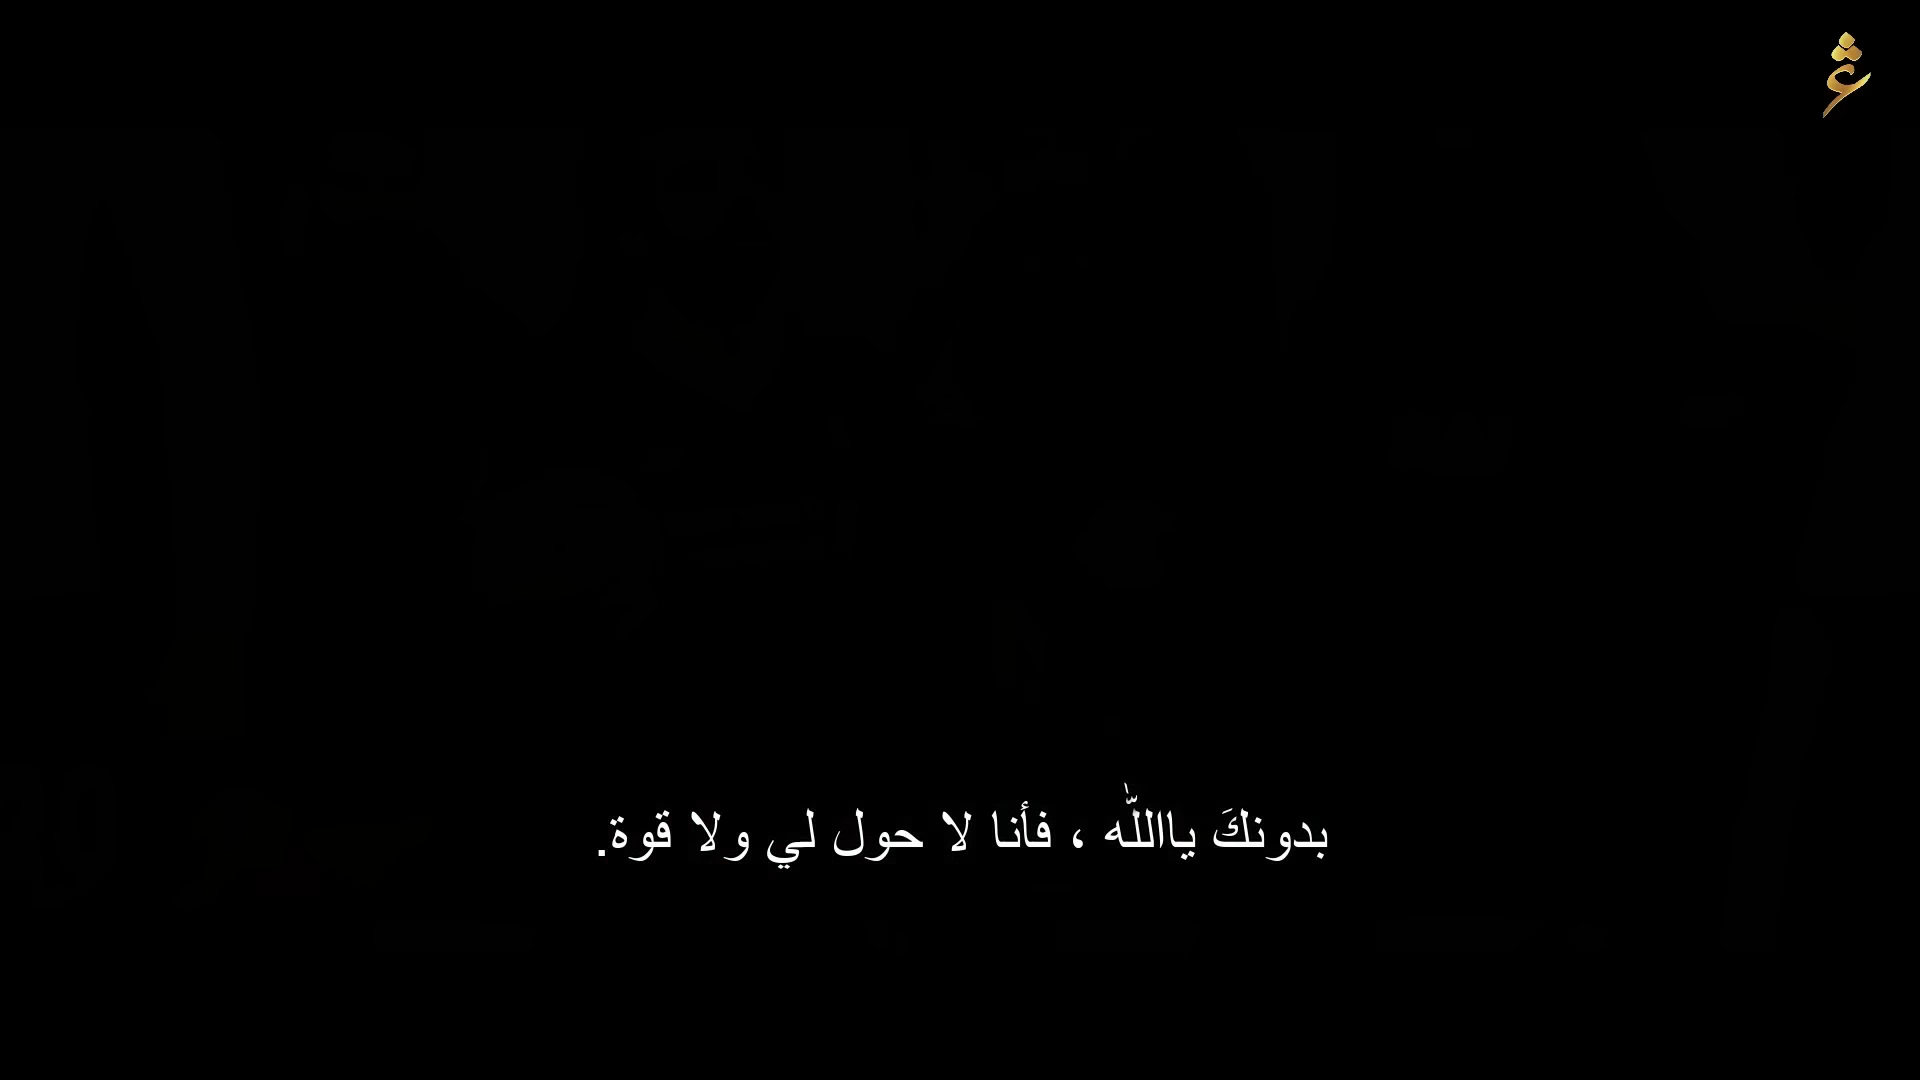 بدونكَ يااللّٰه ، فأنا لا حول لي ولا قوة.